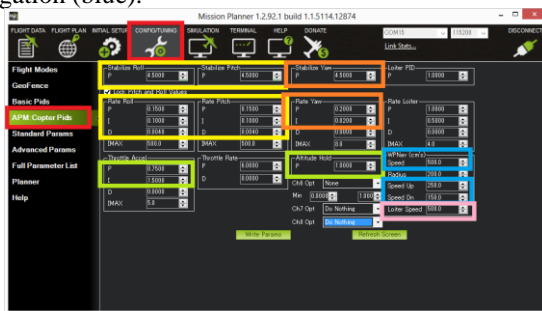 gation (blue).
Mission Planner 1.2.92.1 build 1.1.5114.12874
FLIGHT DATA FLIGHT PLAN INITIAL SETUP CONFIG/TUNING SIMULATION TERMINAL HELP DONATE COM15 115200 DISCONNECT
Link Stats...
Flight Modes
GeoFence
Basic Pids
APM:Copter Pids
Standard Params
Advanced Params
Full Parameter List
Planner
Help
Stabilize Roll Stabilize Pitch Stabilize Yaw Loiter PID
P 4.5000 P 4.5000 P 4.5000 P 1.0000
Lock Pitch and Roll Values
Rate Roll Rate Pitch Rate Yaw Rate Loiter
P 0.1500 P 0.1500 P 0.2000 P 1.0000
I 0.1000 I 0.1000 I 0.0200 I 0.5000
D 0.0040 D 0.0040 D 0.0000 D 0.0000
IMAX 500.0 IMAX 500.0 IMAX 8.0 IMAX 4.0
Throttle Accel Throttle Rate Altitude Hold WPNav (cm's)
P 0.7500 P 6.0000 P 1.0000 Speed 500.0
I 1.5000 D 0.0000 Ch6 Opt None Radius 200.0
D 0.0000 Min 0.0000 1.000 Speed Up 250.0
IMAX 5.0 Ch7 Opt Do Nothing Speed Dn 150.0
Ch8 Opt Do Nothing Loiter Speed 500.0
Write Params Refresh Screen